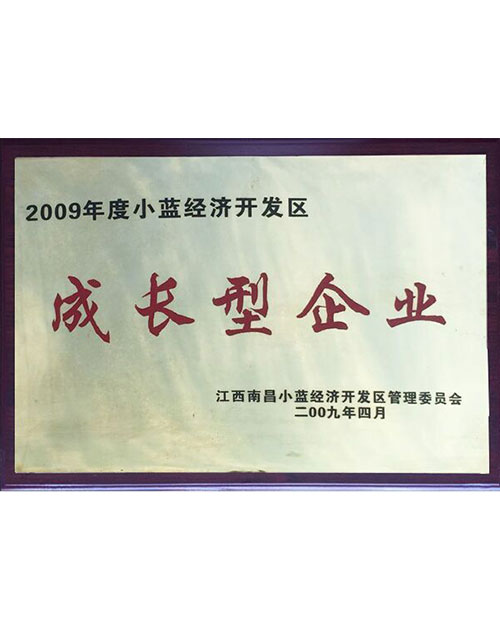 2009年度小蓝经济开发区
成长型企业
江西南昌小蓝经济开发区管理委员会
二00九年四月